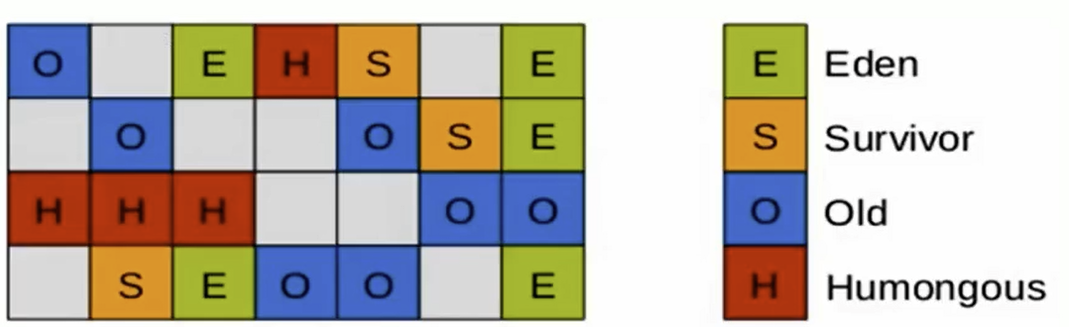 O E H S E E Eden
O O S E S Survivor
H H H O O O Old
S E O O E H Humongous